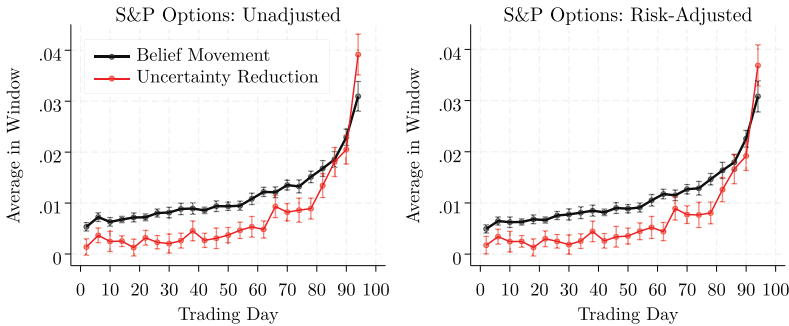 S&P Options: Unadjusted
Average in Window
.04
.03
.02
.01
0
Belief Movement
Uncertainty Reduction
0 10 20 30 40 50 60 70 80 90 100
Trading Day
S&P Options: Risk-Adjusted
Average in Window
.04
.03
.02
.01
0
0 10 20 30 40 50 60 70 80 90 100
Trading Day